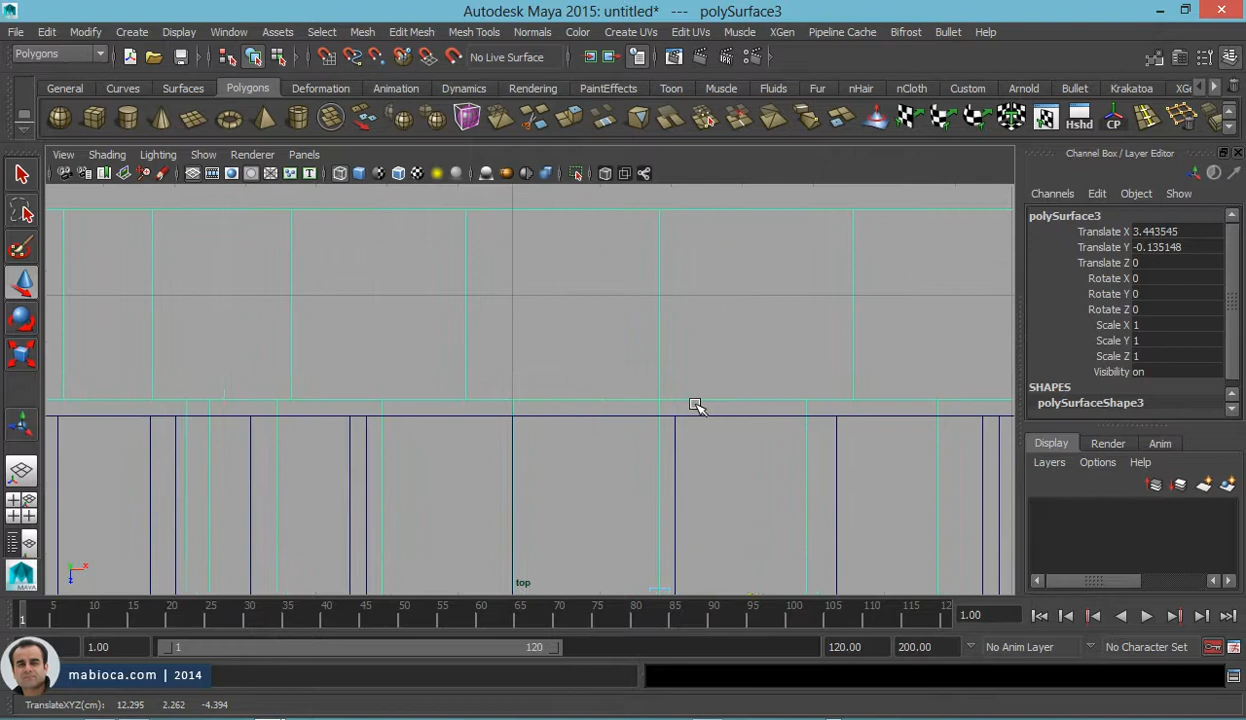 Autodesk Maya 2015: untitled* --- polySurface3
File Edit Modify Create Display Window Assets Select Mesh Edit Mesh Mesh Tools Normals Color Create UVs Edit UVs Muscle XGen Pipeline Cache Bifrost Bullet Help
Polygons
No Live Surface
General Curves Surfaces Polygons Deformation Animation Dynamics Rendering PaintEffects Toon Muscle Fluids Fur nHair nCloth Custom Arnold Bullet Krakatoa XGe
Hshd CP
View Shading Lighting Show Renderer Panels
Channel Box / Layer Editor
Channels Edit Object Show
polySurface3
Translate X 3.443545
Translate Y -0.135148
Translate Z 0
Rotate X 0
Rotate Y 0
Rotate Z 0
Scale X 1
Scale Y 1
Scale Z 1
Visibility on
SHAPES
polySurfaceShape3
Display Render Anim
Layers Options Help
x
z
top
MAYA
1 5 10 15 20 25 30 35 40 45 50 55 60 65 70 75 80 85 90 95 100 105 110 115 12
1.00
1.00 1 120 120.00 200.00 No Anim Layer No Character Set
mabioca.com | 2014
TranslateXYZ(cm): 12.295 2.262 -4.394